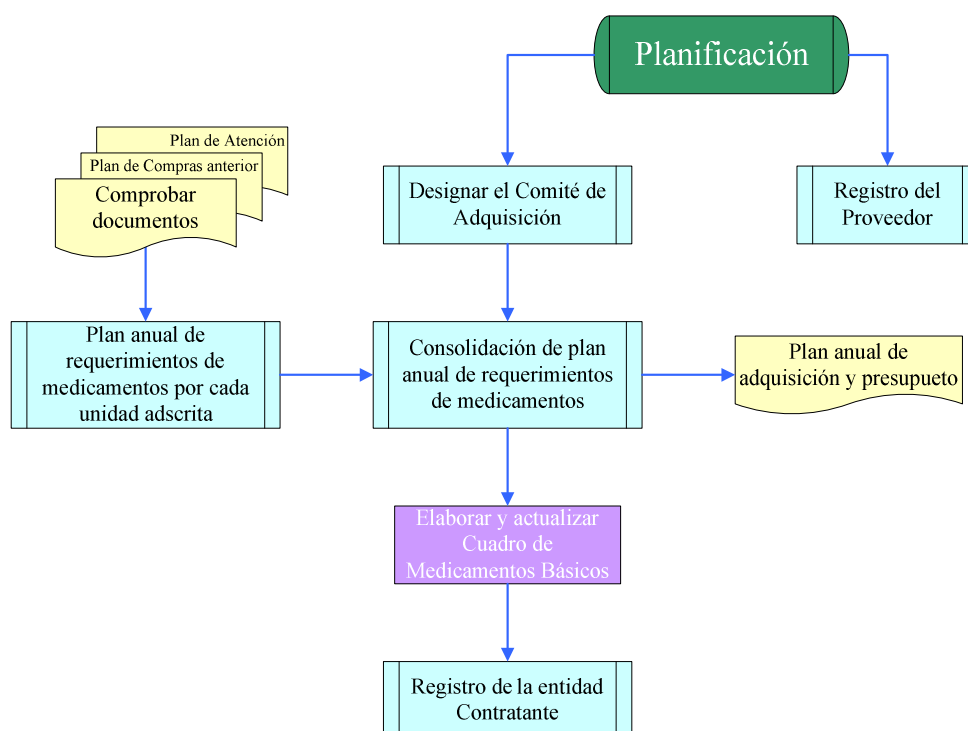 Planificación
Plan de Atención
Plan de Compras anterior
Comprobar
documentos
Designar el Comité de
Adquisición
Registro del
Proveedor
Plan anual de
requerimientos de
medicamentos por cada
unidad adscrita
Consolidación de plan
anual de requerimientos
de medicamentos
Plan anual de
adquisición y presupueto
Elaborar y actualizar
Cuadro de
Medicamentos Básicos
Registro de la entidad
Contratante